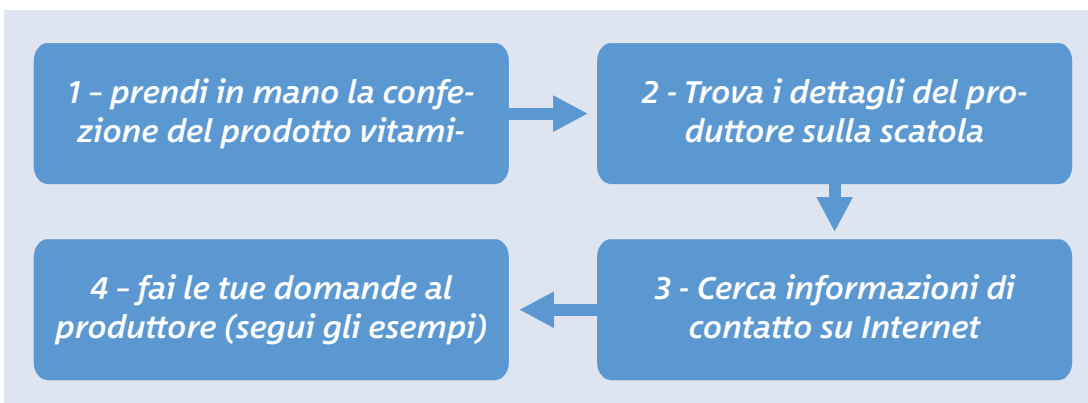 1 – prendi in mano la confe-
zione del prodotto vitami-
2 - Trova i dettagli del pro-
duttore sulla scatola
3 - Cerca informazioni di
contatto su Internet
4 – fai le tue domande al
produttore (segui gli esempi)